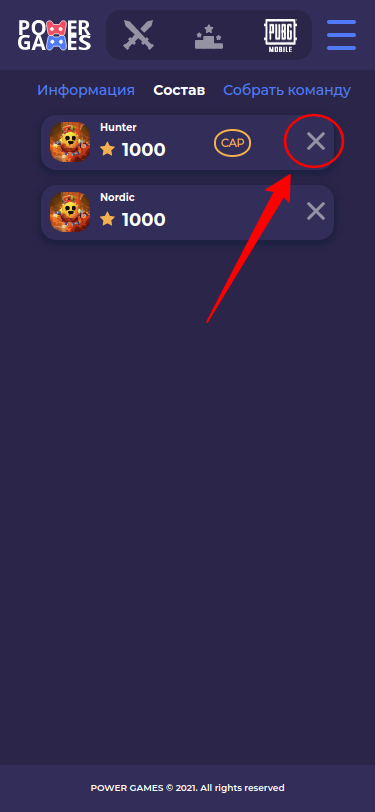 POWER
GAMES
PUBG
MOBILE
Информация Состав Собрать команду
Hunter
1000
CAP
Nordic
1000
POWER GAMES © 2021. All rights reserved